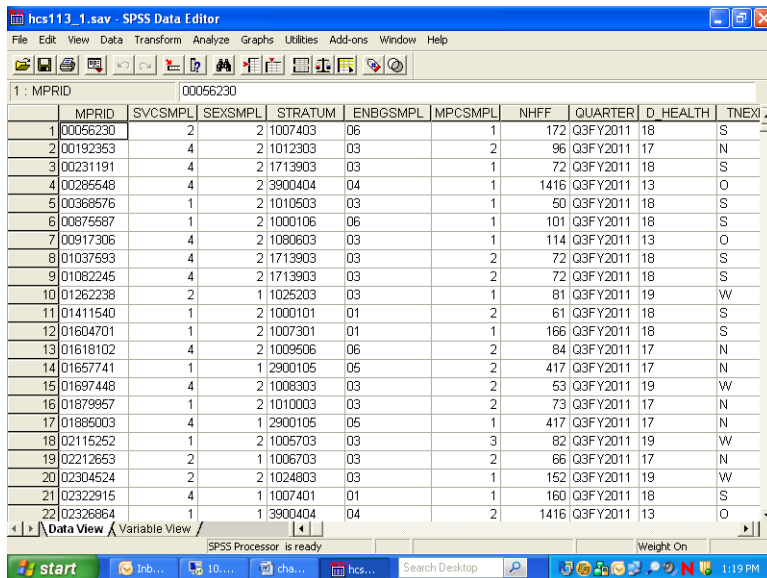 hcs113_1.sav - SPSS Data Editor
File Edit View Data Transform Analyze Graphs Utilities Add-ons Window Help
1 : MPRID 00056230
MPRID SVCSMPL SEXSMPL STRATUM ENBGSMPL MPCSMPL NHFF QUARTER D_HEALTH TNEXI
1 00056230 2 2 1007403 06 1 172 Q3FY2011 18 S
2 00192353 4 2 1012303 03 2 96 Q3FY2011 17 N
3 00231191 4 2 1713903 03 1 72 Q3FY2011 18 S
4 00285548 4 2 3900404 04 1 1416 Q3FY2011 13 O
5 00368576 1 2 1010503 03 1 50 Q3FY2011 18 S
6 00875587 1 2 1000106 06 1 101 Q3FY2011 18 S
7 00917306 4 2 1080603 03 1 114 Q3FY2011 13 O
8 01037593 4 2 1713903 03 2 72 Q3FY2011 18 S
9 01082245 4 2 1713903 03 2 72 Q3FY2011 18 S
10 01262238 2 1 1025203 03 1 81 Q3FY2011 19 W
11 01411540 1 2 1000101 01 2 61 Q3FY2011 18 S
12 01604701 1 2 1007301 01 1 166 Q3FY2011 18 S
13 01618102 4 2 1009506 06 2 84 Q3FY2011 17 N
14 01657741 1 1 2900105 05 2 417 Q3FY2011 17 N
15 01697448 4 2 1008303 03 2 53 Q3FY2011 19 W
16 01879957 1 2 1010003 03 2 73 Q3FY2011 17 N
17 01885003 4 1 2900105 05 1 417 Q3FY2011 17 N
18 02115252 1 2 1005703 03 3 82 Q3FY2011 19 W
19 02212653 2 1 1006703 03 2 66 Q3FY2011 17 N
20 02304524 2 2 1024803 03 1 152 Q3FY2011 19 W
21 02322915 4 1 1007401 01 1 160 Q3FY2011 18 S
22 02326864 1 1 3900404 04 2 1416 Q3FY2011 13 O
Data View Variable View
SPSS Processor is ready Weight On
start Inb... 10.... cha... hcs... Search Desktop 1:19 PM